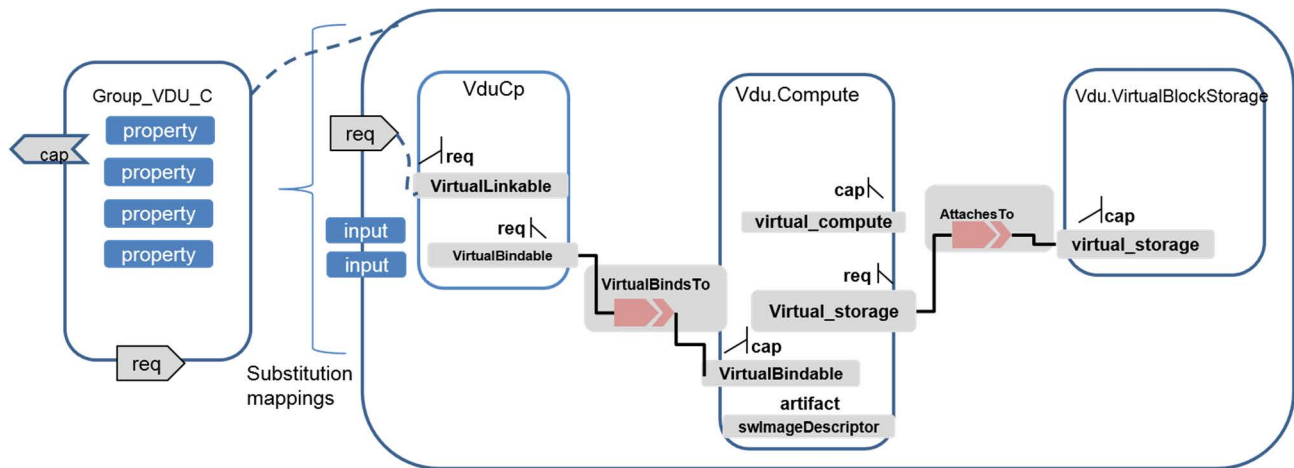 Group_VDU_C
property
property
property
property
cap
req
Substitution
mappings
req
input
input
VduCp
req
VirtualLinkable
req
VirtualBindable
VirtualBindsTo
Vdu.Compute
cap
virtual_compute
req
Virtual_storage
cap
VirtualBindable
artifact
swImageDescriptor
AttachesTo
Vdu.VirtualBlockStorage
cap
virtual_storage